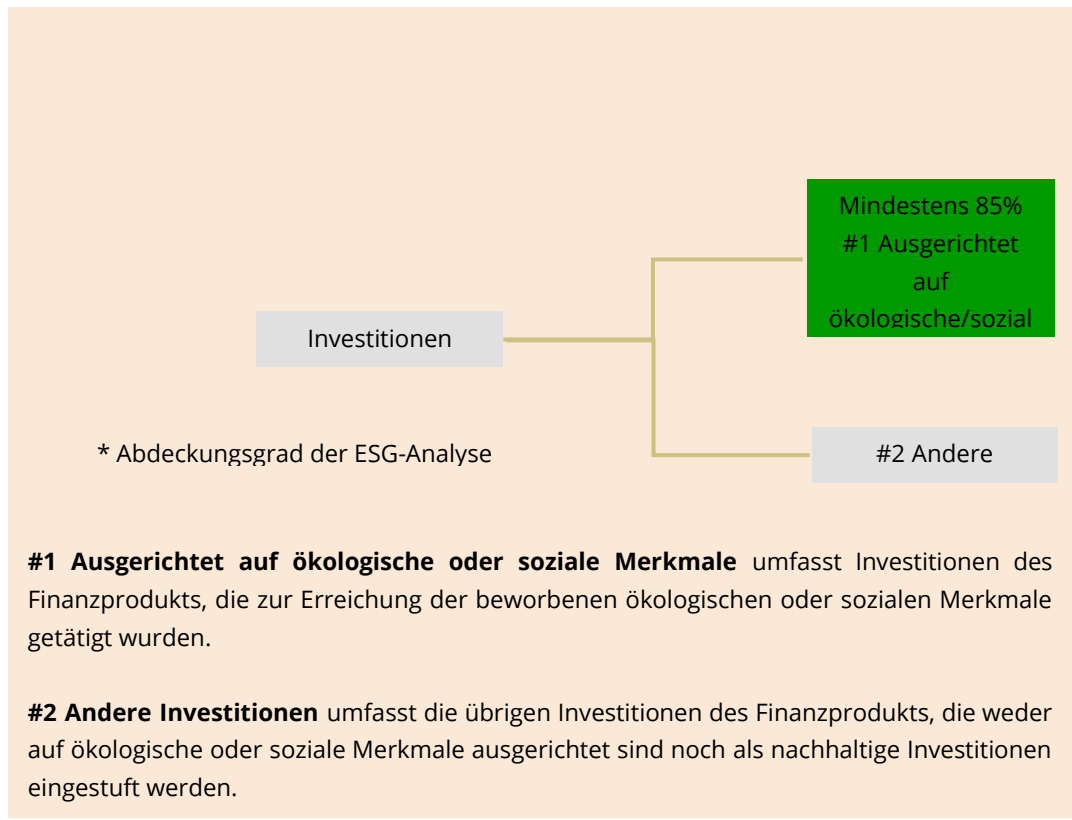 Mindestens 85%
#1 Ausgerichtet
auf
ökologische/sozial
Investitionen
* Abdeckungsgrad der ESG-Analyse
#2 Andere
#1 Ausgerichtet auf ökologische oder soziale Merkmale umfasst Investitionen des
Finanzprodukts, die zur Erreichung der beworbenen ökologischen oder sozialen Merkmale
getätigt wurden.
#2 Andere Investitionen umfasst die übrigen Investitionen des Finanzprodukts, die weder
auf ökologische oder soziale Merkmale ausgerichtet sind noch als nachhaltige Investitionen
eingestuft werden.